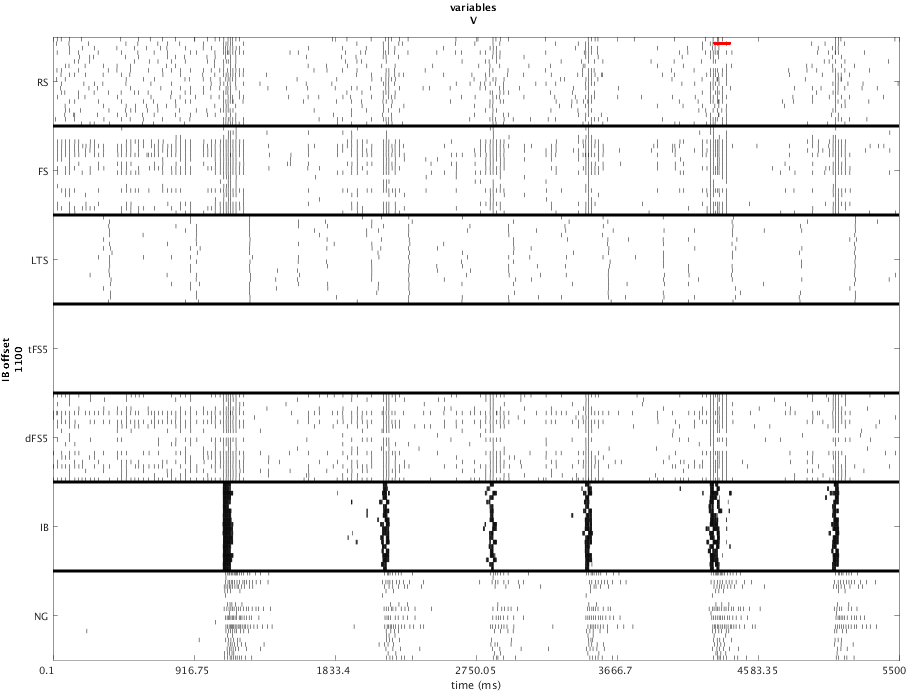 variables
V
RS
FS
LTS
tFS5
dFS5
IB
NG
IB offset
1100
0.1 916.75 1833.4 2750.05 3666.7 4583.35 5500
time (ms)